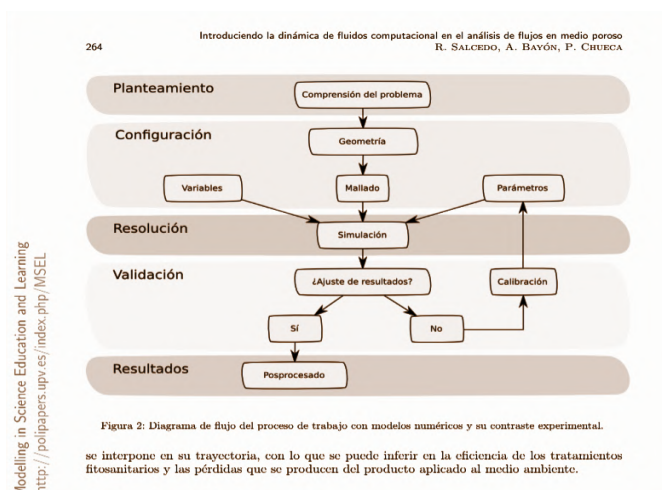 Introduciendo la dinámica de fluidos computacional en el análisis de flujos en medio poroso
264 R. Salcedo, A. Bayón, P. Chueca
Planteamiento
Comprensión del problema
Configuración
Geometría
Variables Mallado Parámetros
Resolución
Simulación
Validación
¿Ajuste de resultados? Calibración
Sí No
Resultados
Posprocesado
Figura 2: Diagrama de flujo del proceso de trabajo con modelos numéricos y su contraste experimental.
se interpone en su trayectoria, con lo que se puede inferir en la eficiencia de los tratamientos
fitosanitarios y las pérdidas que se producen del producto aplicado al medio ambiente.
Modelling in Science Education and Learning
http://polipapers.upv.es/index.php/MSEL